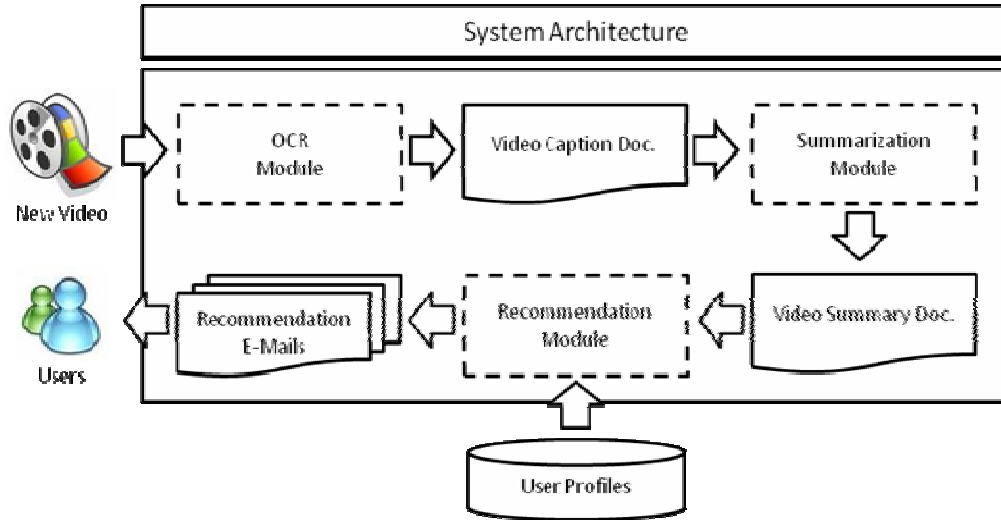 System Architecture
New Video
OCR
Module
Video Caption Doc.
Summarization
Module
Video Summary Doc.
Recommendation
Module
Recommendation
E-Mails
Users
User Profiles